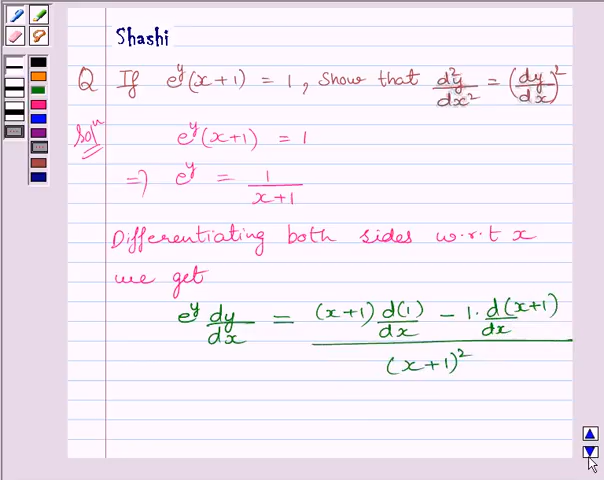 Shashi
Q If e^y(x+1) = 1, show that d²y/dx² = (dy/dx)²
Solⁿ e^y(x+1) = 1
=> e^y = 1/(x+1)
Differentiating both sides w.r.t x
we get
e^y dy/dx = ((x+1) d(1)/dx - 1. d(x+1)/dx)/(x+1)²